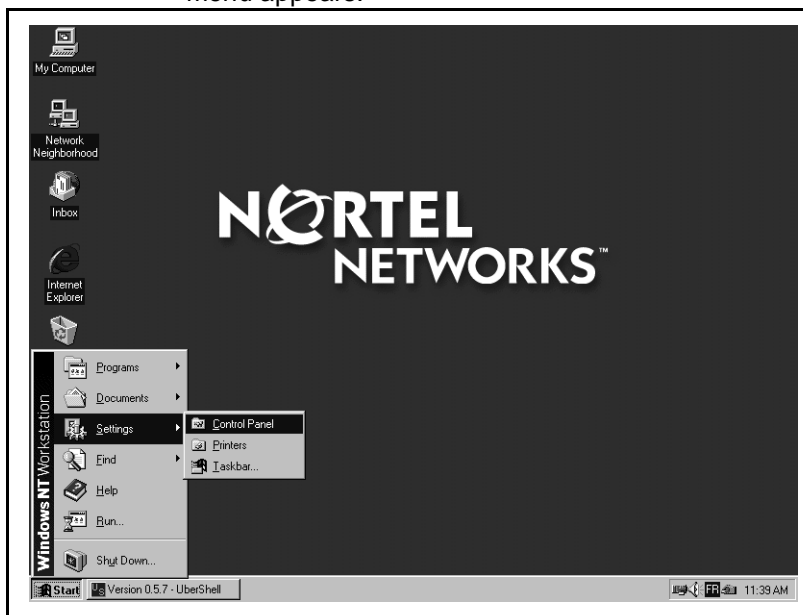 menu appears.
My Computer
Network
Neighborhood
Inbox
Internet
Explorer
NORTEL
NETWORKS™
Windows NT Workstation
Programs
Documents
Settings
Find
Help
Run...
Shut Down...
Control Panel
Printers
Taskbar...
Start
Version 0.5.7 - UberShell
FR
11:39 AM